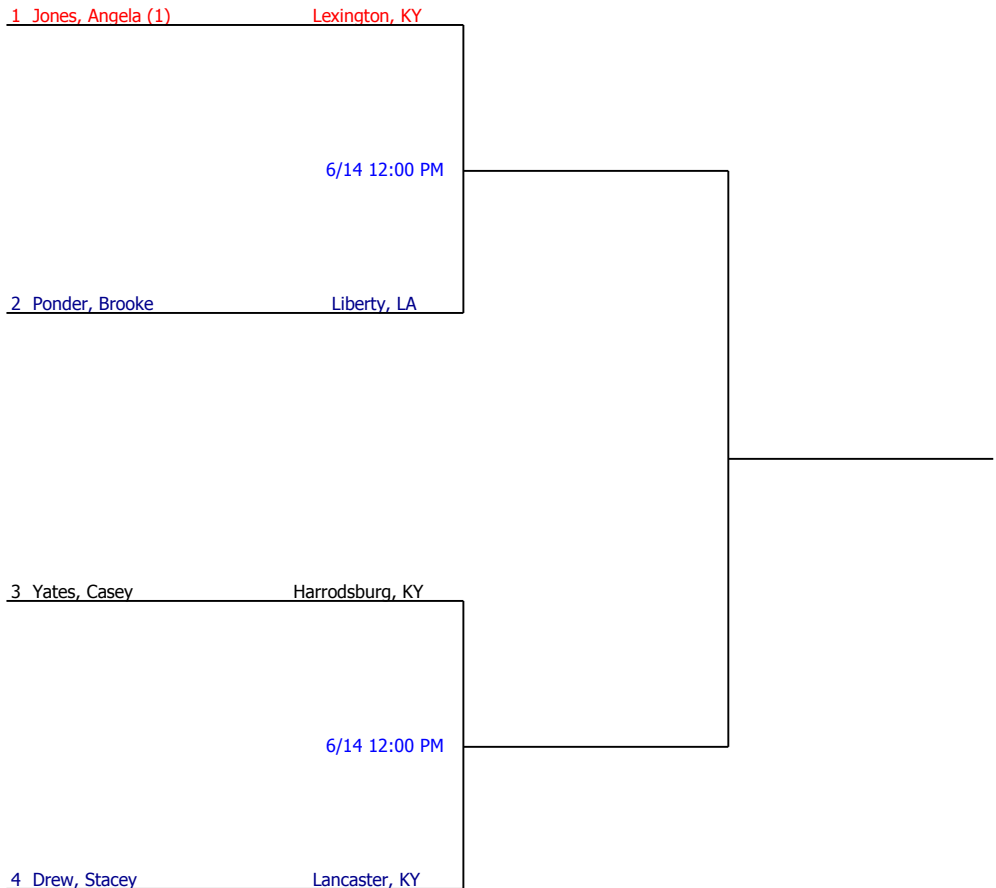 1 Jones, Angela (1) Lexington, KY
6/14 12:00 PM
2 Ponder, Brooke Liberty, LA
3 Yates, Casey Harrodsburg, KY
6/14 12:00 PM
4 Drew, Stacey Lancaster, KY